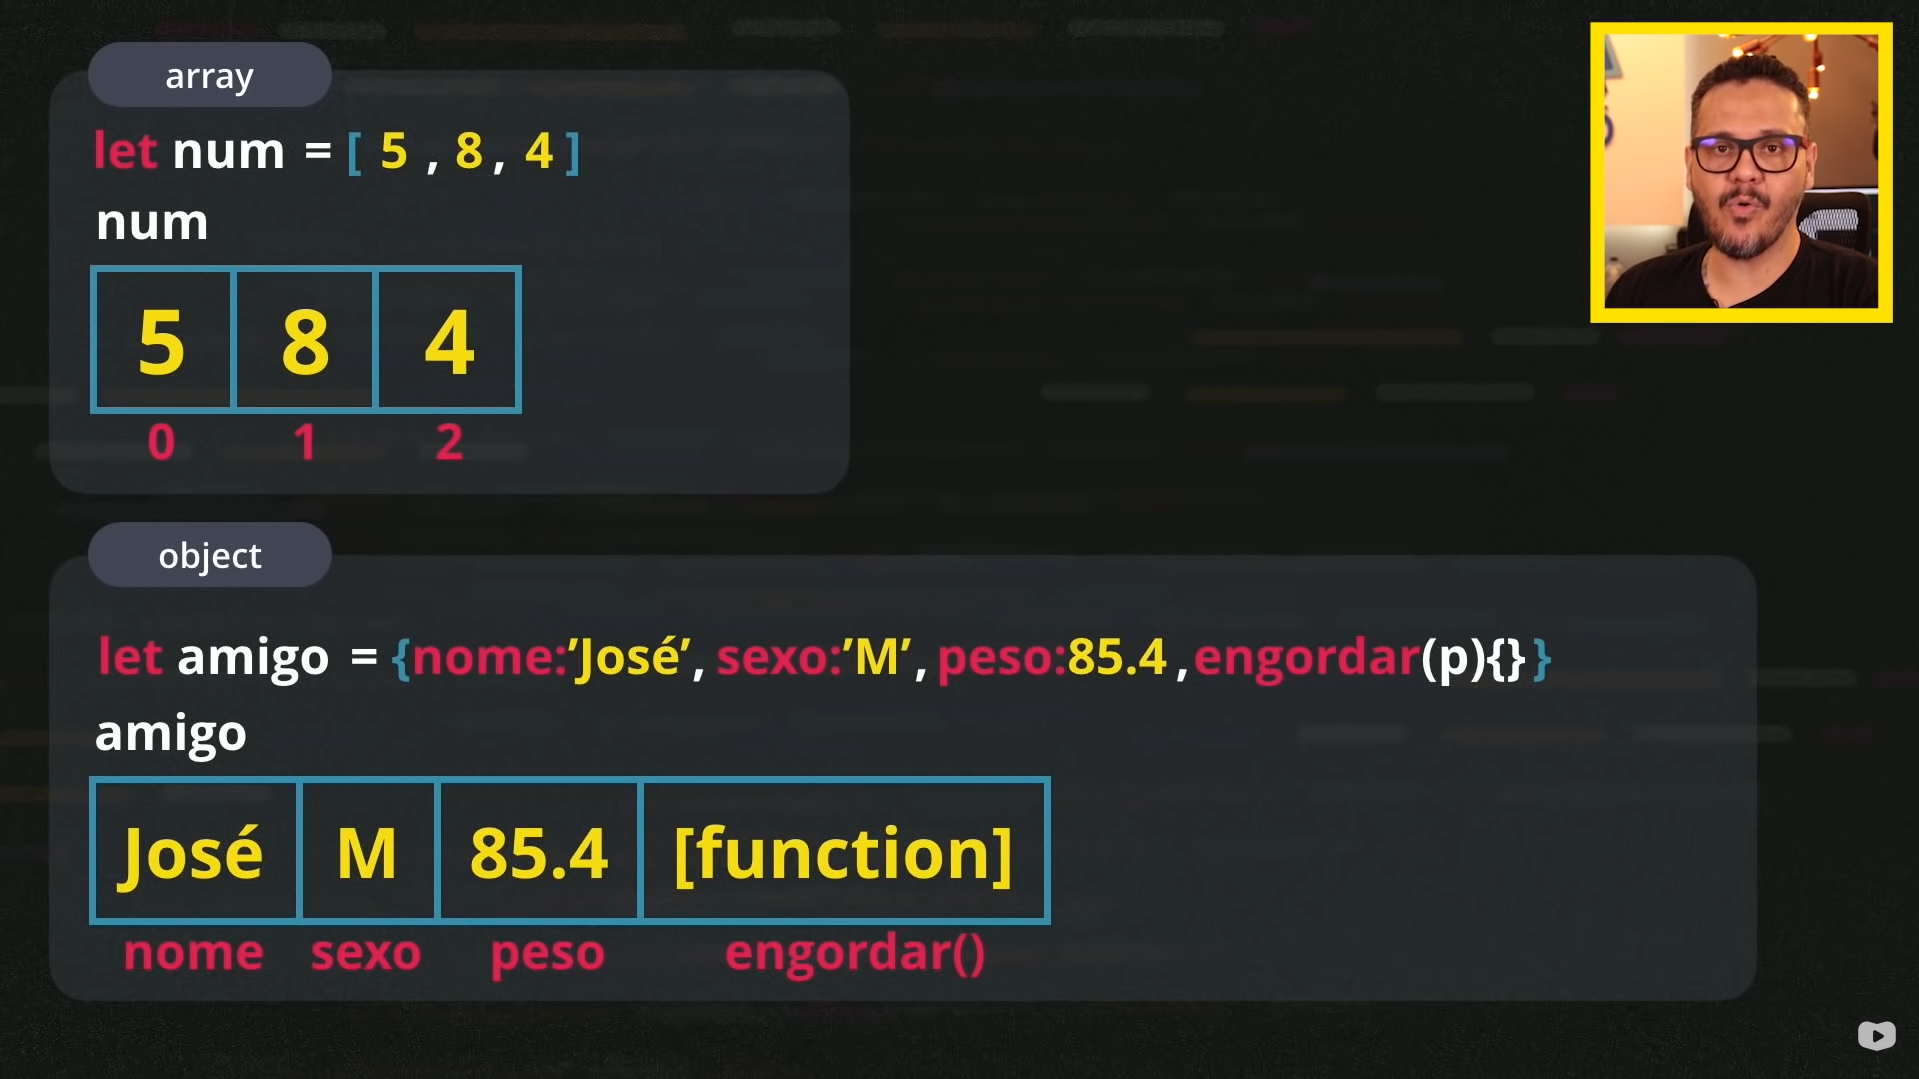 array
let num = [ 5 , 8 , 4 ]
num
5 8 4
0 1 2
object
let amigo = {nome:’José’, sexo:’M’, peso:85.4 ,engordar(p){} }
amigo
José M 85.4 [function]
nome sexo peso engordar()